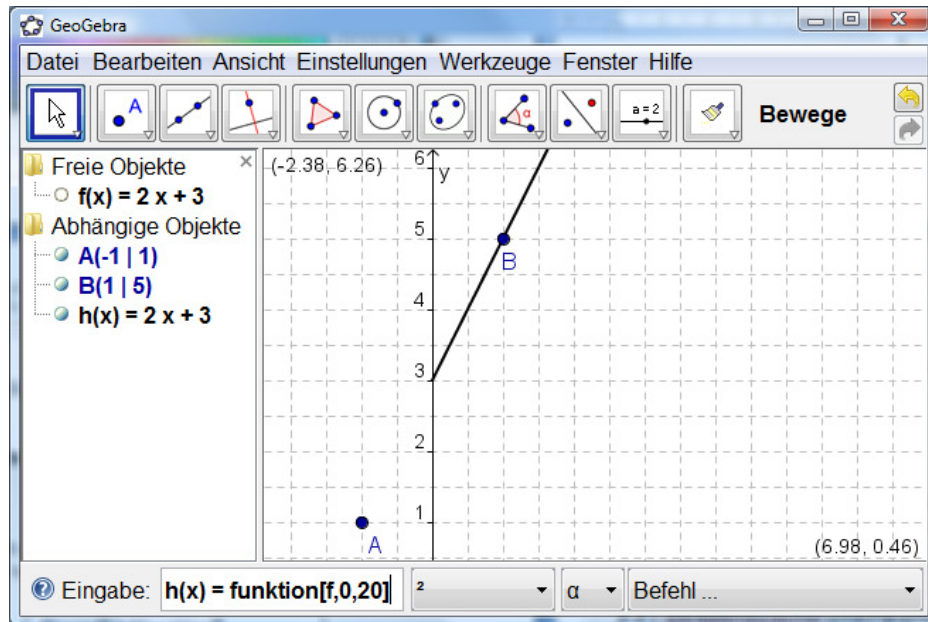 GeoGebra
Datei Bearbeiten Ansicht Einstellungen Werkzeuge Fenster Hilfe
A
α
a = 2
Bewege
Freie Objekte
f(x) = 2 x + 3
Abhängige Objekte
A(-1 | 1)
B(1 | 5)
h(x) = 2 x + 3
(-2.38, 6.26)
6
y
5
B
4
3
2
1
A
(6.98, 0.46)
Eingabe: h(x) = funktion[f,0,20] ² α Befehl ...